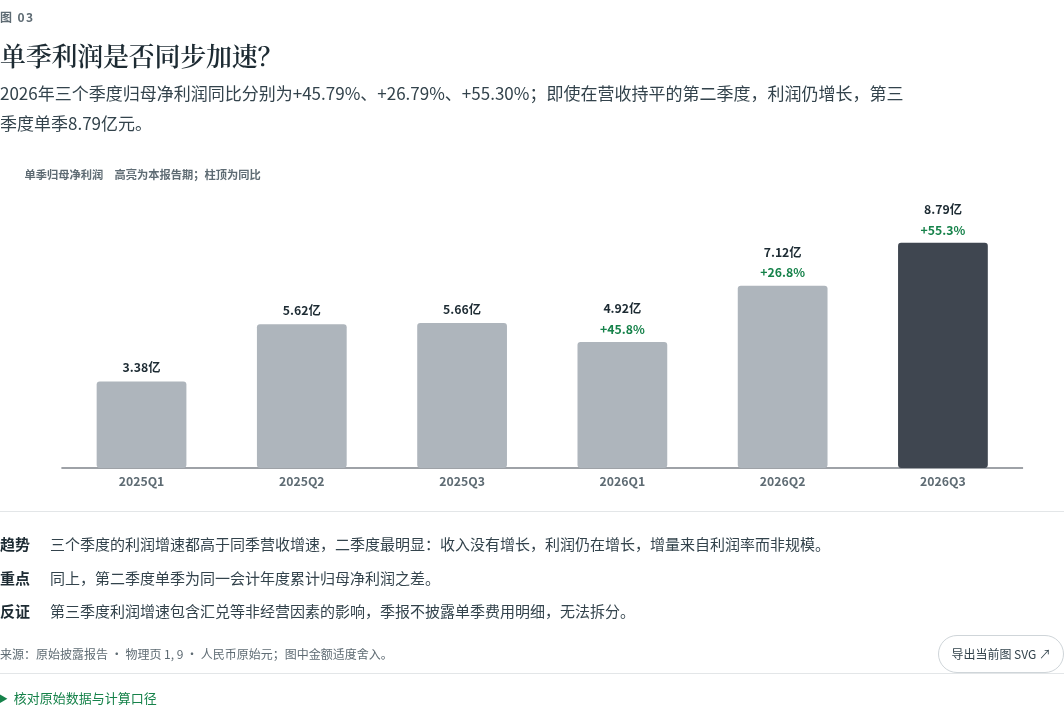 图 03
单季利润是否同步加速？
2026年三个季度归母净利润同比分别为+45.79%、+26.79%、+55.30%；即使在营收持平的第二季度，利润仍增长，第三
季度单季8.79亿元。
单季归母净利润 高亮为本报告期；柱顶为同比
3.38亿
5.62亿
5.66亿
4.92亿
+45.8%
7.12亿
+26.8%
8.79亿
+55.3%
2025Q1
2025Q2
2025Q3
2026Q1
2026Q2
2026Q3
趋势 三个季度的利润增速都高于同季营收增速，二季度最明显：收入没有增长，利润仍在增长，增量来自利润率而非规模。
重点 同上，第二季度单季为同一会计年度累计归母净利润之差。
反证 第三季度利润增速包含汇兑等非经营因素的影响，季报不披露单季费用明细，无法拆分。
来源：原始披露报告 · 物理页 1, 9 · 人民币原始元；图中金额适度舍入。
导出当前图 SVG ↗
▶ 核对原始数据与计算口径